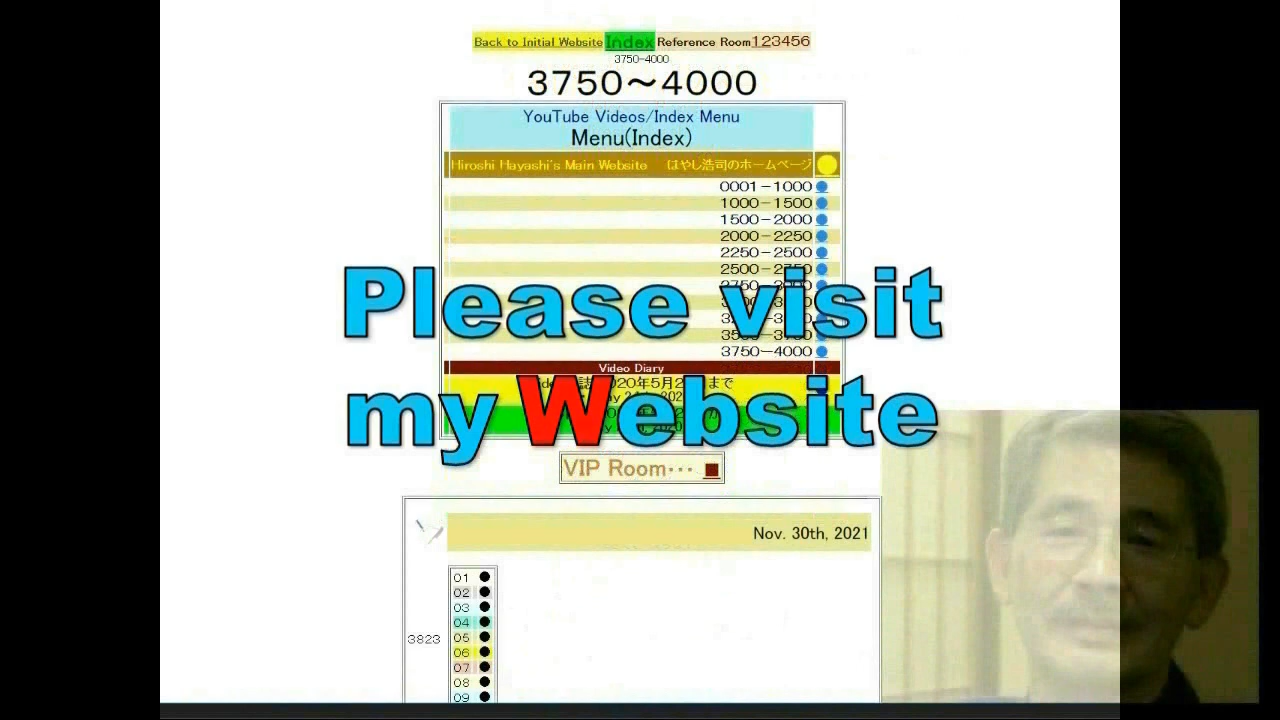 Back to Initial Website Index Reference Room123456
3750-4000
3750～4000
YouTube Videos/Index Menu
Menu(Index)
Hiroshi Hayashi's Main Website はやし浩司のホームページ
0001－1000
1000－1500
1500－2000
2000－2250
2250－2500
2500－2750
3750－4000
Please visit
Video Diary
my Website
VIP Room…
Nov. 30th, 2021
01
02
03
04
3823
05
06
07
08
09